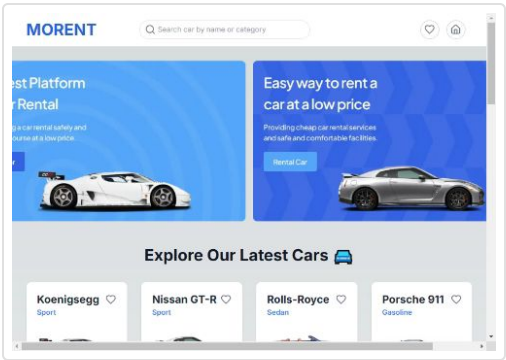 MORENT
Search car by name or category
st Platform
r Rental
g a car rental safely and
ourse at a low price.
Easy way to rent a
car at a low price
Providing cheap car rental services
and safe and comfortable facilities.
Rental Car
Explore Our Latest Cars
Koenigsegg
Sport
Nissan GT-R
Sport
Rolls-Royce
Sedan
Porsche 911
Gasoline